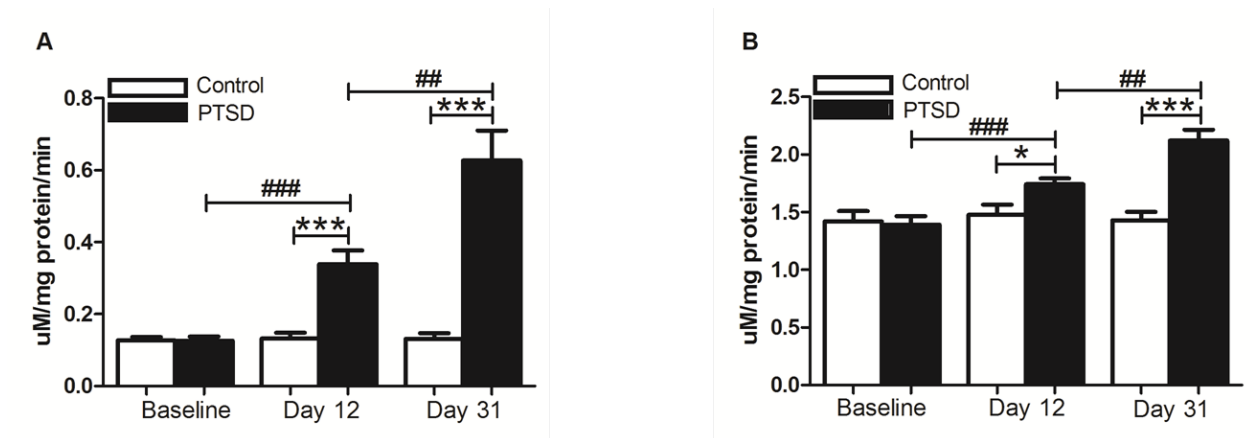 A
Control
PTSD
##
***
###
***
uM/mg protein/min
0.8
0.6
0.4
0.2
0.0
Baseline
Day 12
Day 31
B
Control
PTSD
##
***
###
*
uM/mg protein/min
2.5
2.0
1.5
1.0
0.5
0.0
Baseline
Day 12
Day 31